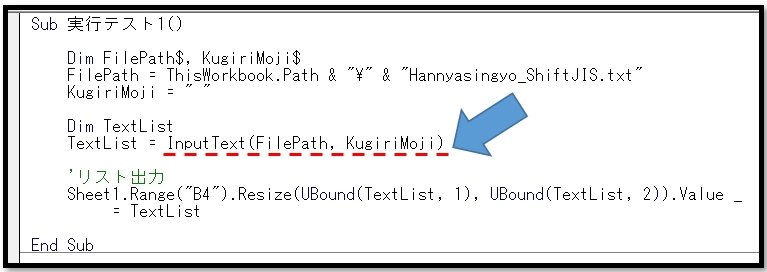 Sub 実行テスト1()
Dim FilePath$, KugiriMoji$
FilePath = ThisWorkbook.Path & "\" & "Hannyasingyo_ShiftJIS.txt"
KugiriMoji = " "
Dim TextList
TextList = InputText(FilePath, KugiriMoji)
'リスト出力
Sheet1.Range("B4").Resize(UBound(TextList, 1), UBound(TextList, 2)).Value _
= TextList
End Sub